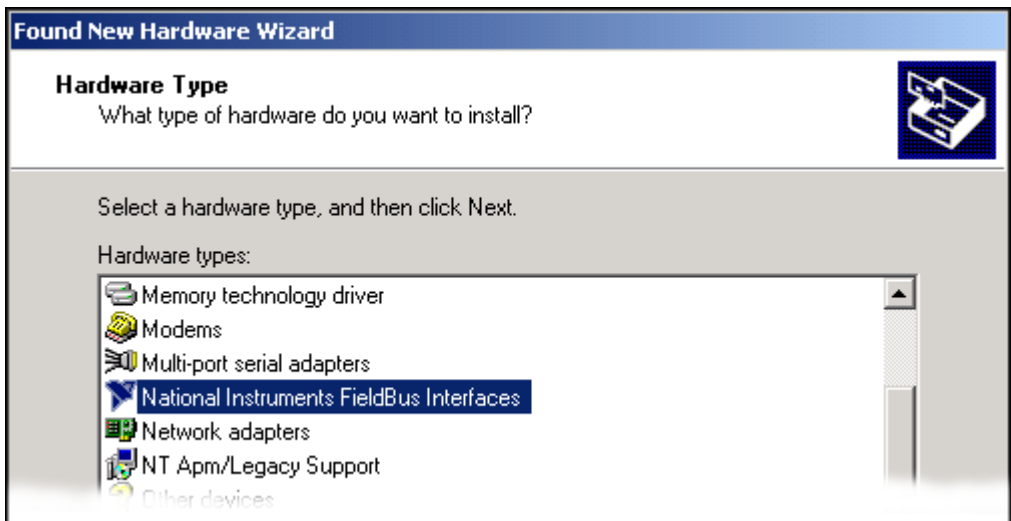 Found New Hardware Wizard
Hardware Type
What type of hardware do you want to install?
Select a hardware type, and then click Next.
Hardware types:
Memory technology driver
Modems
Multi-port serial adapters
National Instruments FieldBus Interfaces
Network adapters
NT Apm/Legacy Support
Other devices